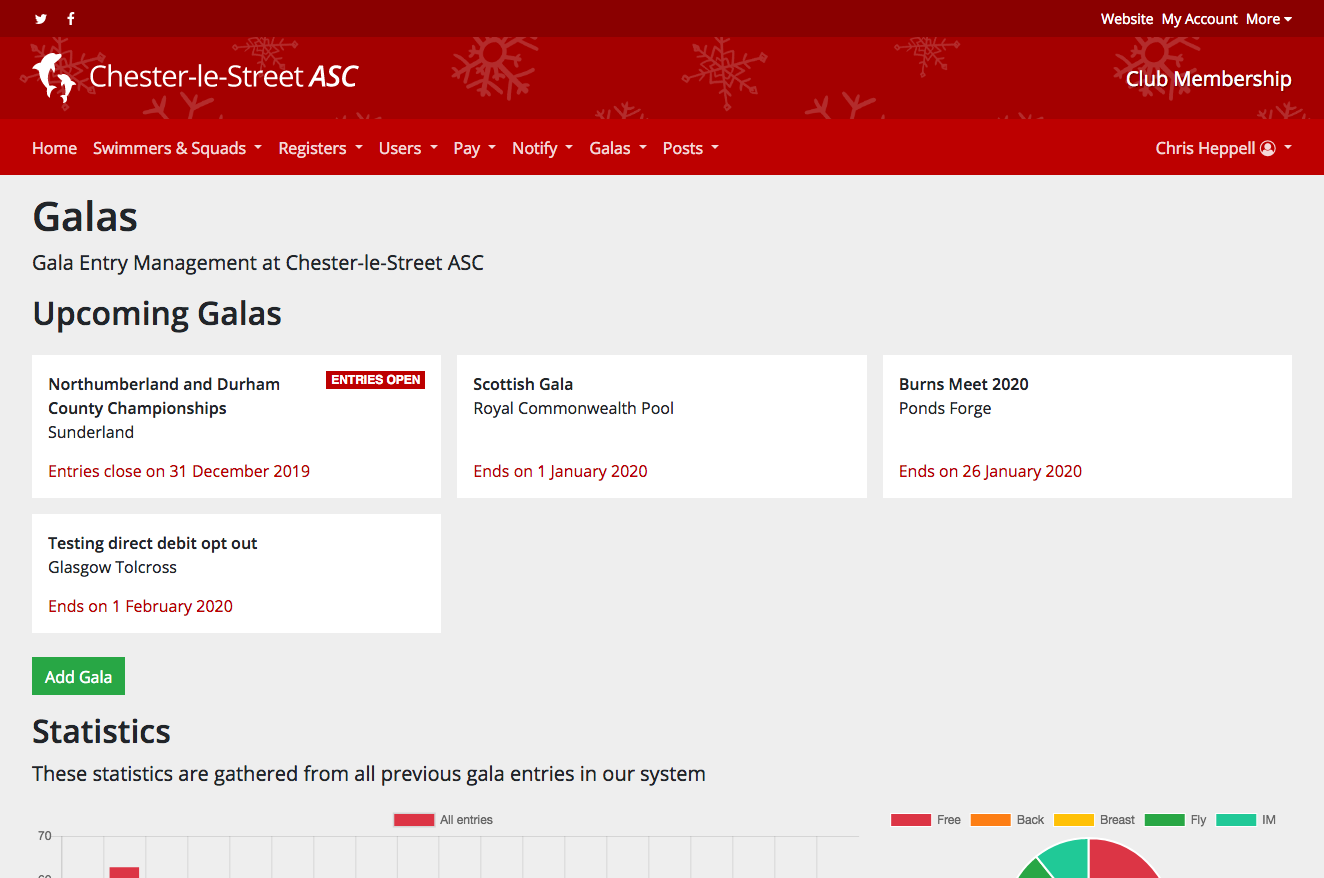 Website My Account More
Chester-le-Street ASC
Club Membership
Home Swimmers & Squads Registers Users Pay Notify Galas Posts Chris Heppell
Galas
Gala Entry Management at Chester-le-Street ASC
Upcoming Galas
Northumberland and Durham
County Championships
ENTRIES OPEN
Sunderland
Entries close on 31 December 2019
Scottish Gala
Royal Commonwealth Pool
Ends on 1 January 2020
Burns Meet 2020
Ponds Forge
Ends on 26 January 2020
Testing direct debit opt out
Glasgow Tolcross
Ends on 1 February 2020
Add Gala
Statistics
These statistics are gathered from all previous gala entries in our system
All entries
70
Free Back Breast Fly IM